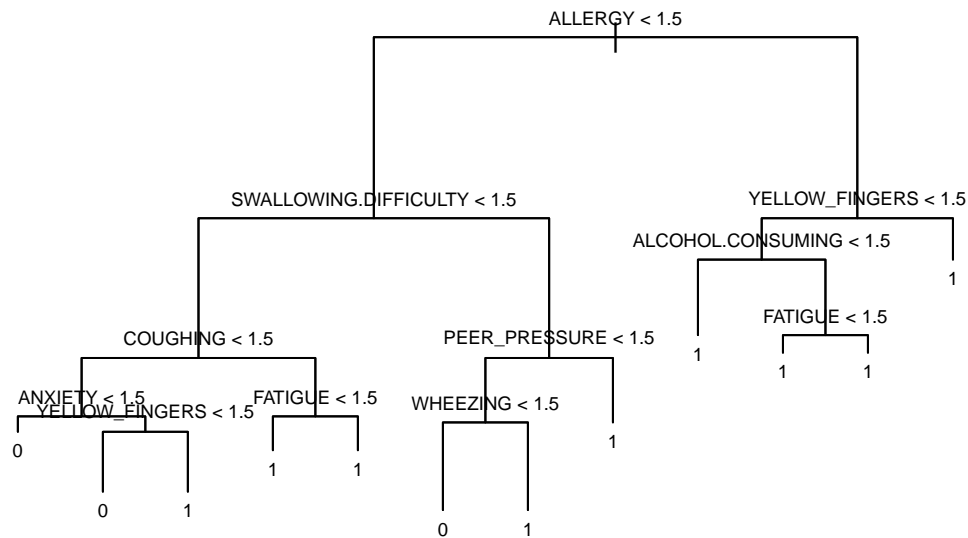 ALLERGY < 1.5
SWALLOWING.DIFFICULTY < 1.5
YELLOW_FINGERS < 1.5
ALCOHOL.CONSUMING < 1.5
1
FATIGUE < 1.5
COUGHING < 1.5
PEER_PRESSURE < 1.5
1
1
1
ANXIETY < 1.5
FATIGUE < 1.5
WHEEZING < 1.5
YELLOW_FINGERS < 1.5
1
0
1
1
0
1
0
1